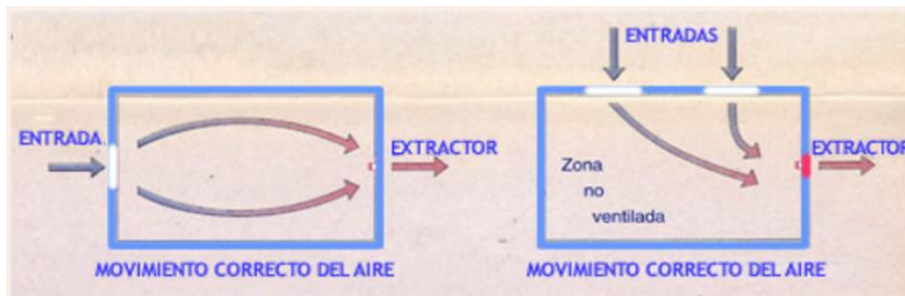 ENTRADA
EXTRACTOR
MOVIMIENTO CORRECTO DEL AIRE
ENTRADAS
Zona
no
ventilada
EXTRACTOR
MOVIMIENTO CORRECTO DEL AIRE